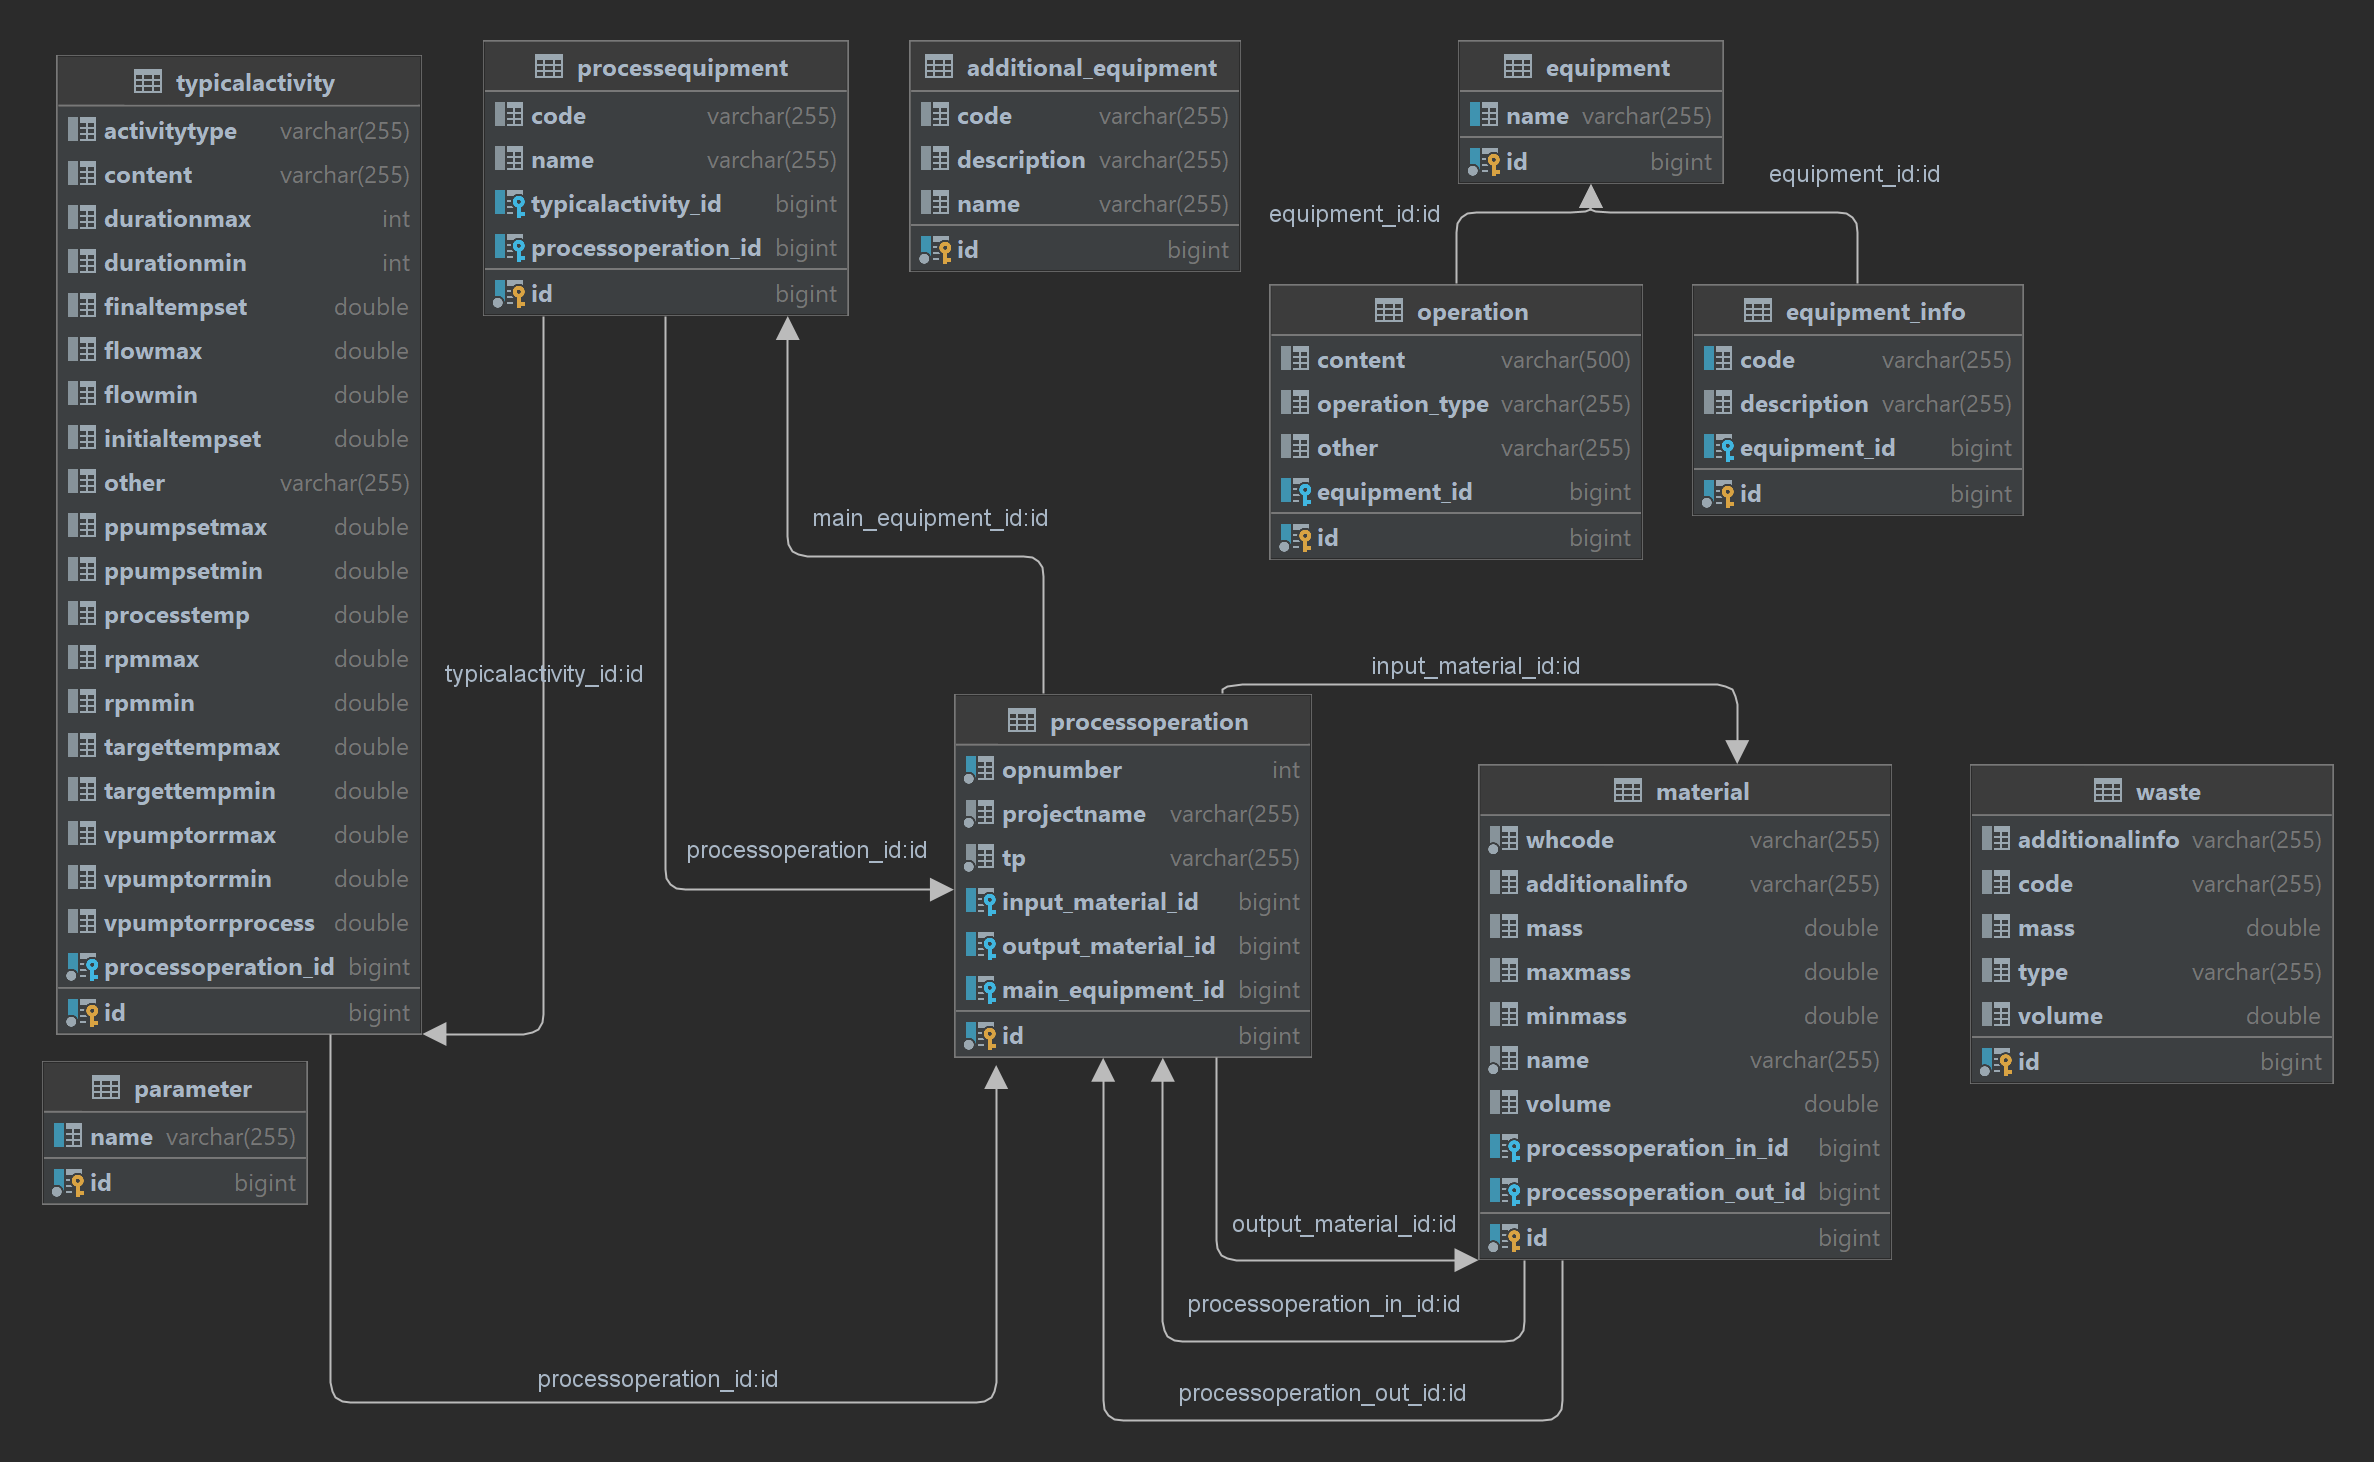 typicalactivity
activitytype varchar(255)
content varchar(255)
durationmax int
durationmin int
finaltempset double
flowmax double
flowmin double
initialtempset double
other varchar(255)
ppumpsetmax double
ppumpsetmin double
processtemp double
rpmmax double
rpmmin double
targettempmax double
targettempmin double
vpumptorrmax double
vpumptorrmin double
vpumptorrprocess double
processoperation_id bigint
id bigint
parameter
name varchar(255)
id bigint
processequipment
code varchar(255)
name varchar(255)
typicalactivity_id bigint
processoperation_id bigint
id bigint
additional_equipment
code varchar(255)
description varchar(255)
name varchar(255)
id bigint
equipment
name varchar(255)
id bigint
equipment_id:id
equipment_id:id
operation
content varchar(500)
operation_type varchar(255)
other varchar(255)
equipment_id bigint
id bigint
equipment_info
code varchar(255)
description varchar(255)
equipment_id bigint
id bigint
main_equipment_id:id
typicalactivity_id:id
input_material_id:id
processoperation_id:id
processoperation
opnumber int
projectname varchar(255)
tp varchar(255)
input_material_id bigint
output_material_id bigint
main_equipment_id bigint
id bigint
material
whcode varchar(255)
additionalinfo varchar(255)
mass double
maxmass double
minmass double
name varchar(255)
volume double
processoperation_in_id bigint
processoperation_out_id bigint
id bigint
waste
additionalinfo varchar(255)
code varchar(255)
mass double
type varchar(255)
volume double
id bigint
output_material_id:id
processoperation_in_id:id
processoperation_id:id
processoperation_out_id:id